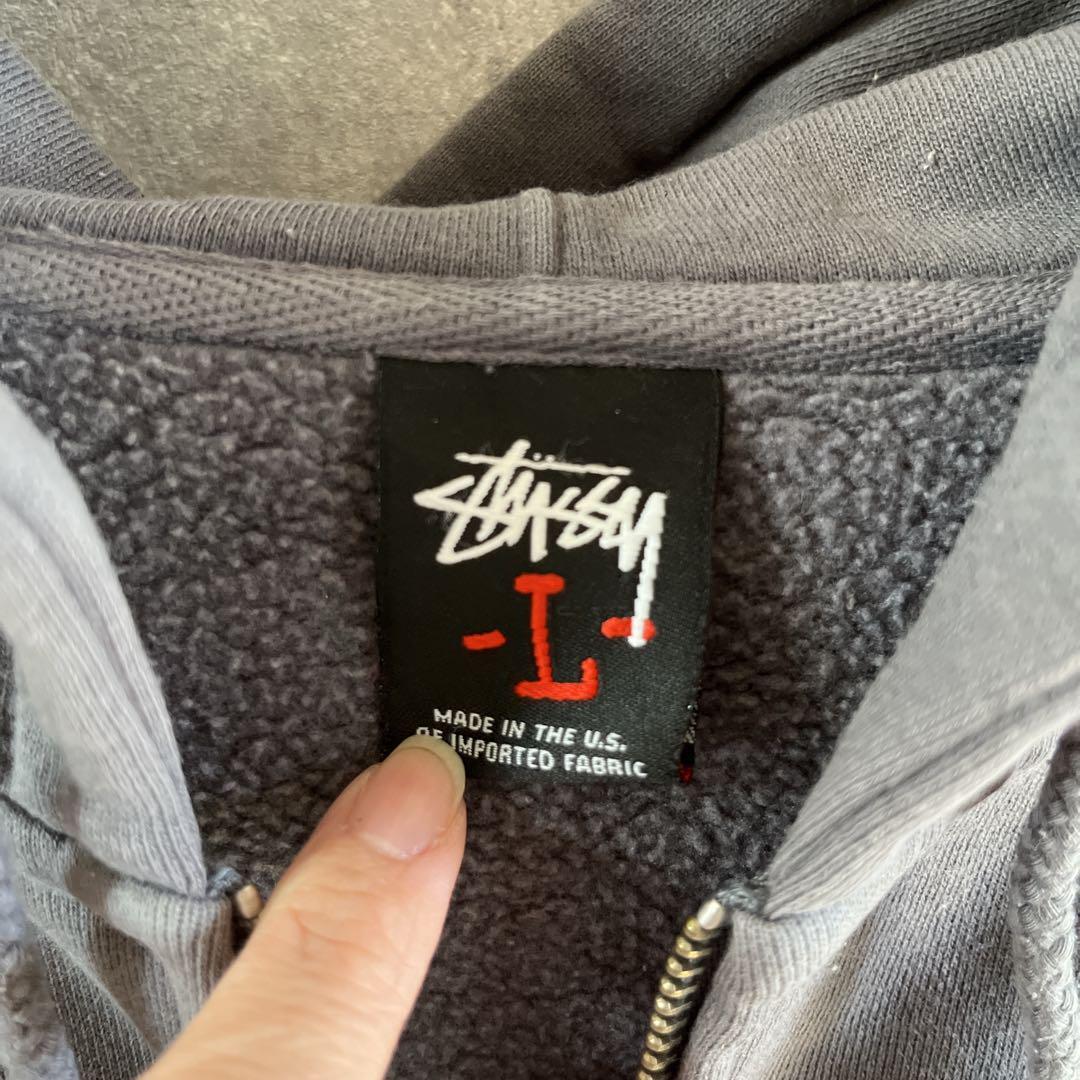 STÜSSY
-L-
MADE IN THE U.S.
OF IMPORTED FABRIC